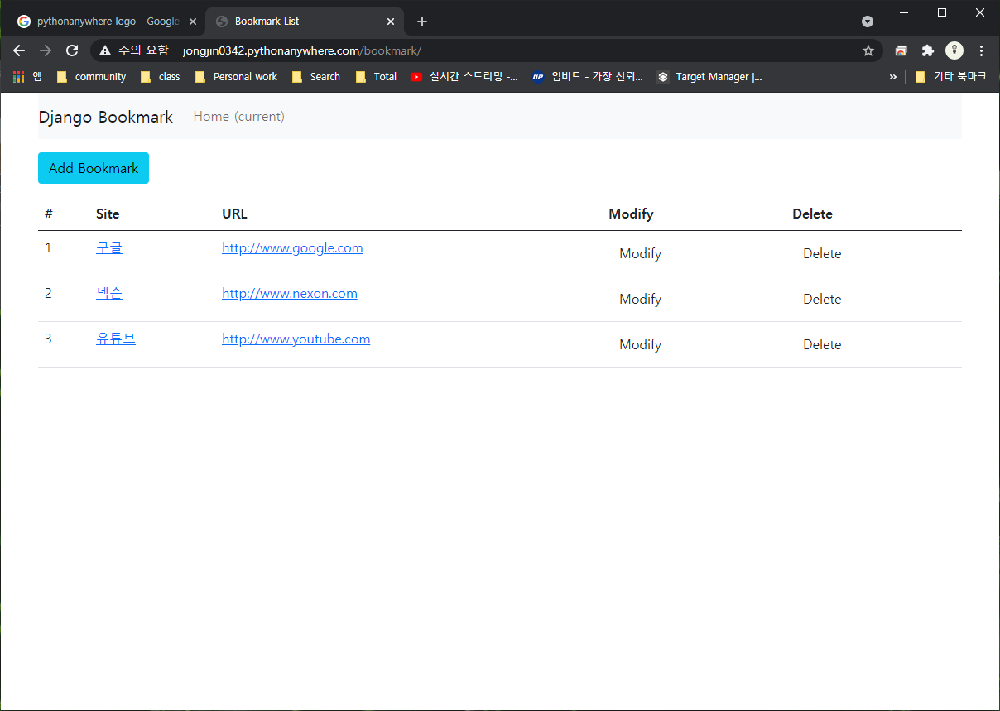 pythonanywhere logo - Google
Bookmark List
주의 요함 jongjin0342.pythonanywhere.com/bookmark/
앱 community class Personal work Search Total 실시간 스트리밍 -... UP 업비트 - 가장 신뢰... Target Manager |... » 기타 북마크
Django Bookmark Home (current)
Add Bookmark
# Site URL Modify Delete
1 구글 http://www.google.com Modify Delete
2 넥슨 http://www.nexon.com Modify Delete
3 유튜브 http://www.youtube.com Modify Delete